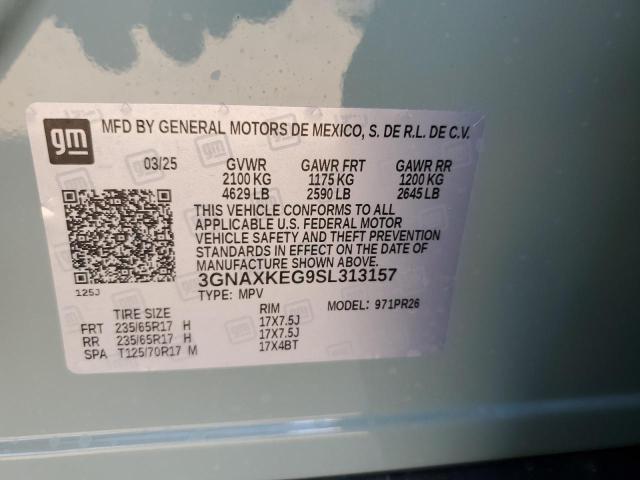 gm
MFD BY GENERAL MOTORS DE MEXICO, S. DE R.L. DE C.V.
03/25 GVWR GAWR FRT GAWR RR
2100 KG 1175 KG 1200 KG
4629 LB 2590 LB 2645 LB
THIS VEHICLE CONFORMS TO ALL
APPLICABLE U.S. FEDERAL MOTOR
VEHICLE SAFETY AND THEFT PREVENTION
STANDARDS IN EFFECT ON THE DATE OF
MANUFACTURE SHOWN ABOVE.
3GNAXKEG9SL313157
125J
TYPE: MPV MODEL: 971PR26
TIRE SIZE RIM
FRT 235/65R17 H 17X7.5J
RR 235/65R17 H 17X7.5J
SPA T125/70R17 M 17X4BT